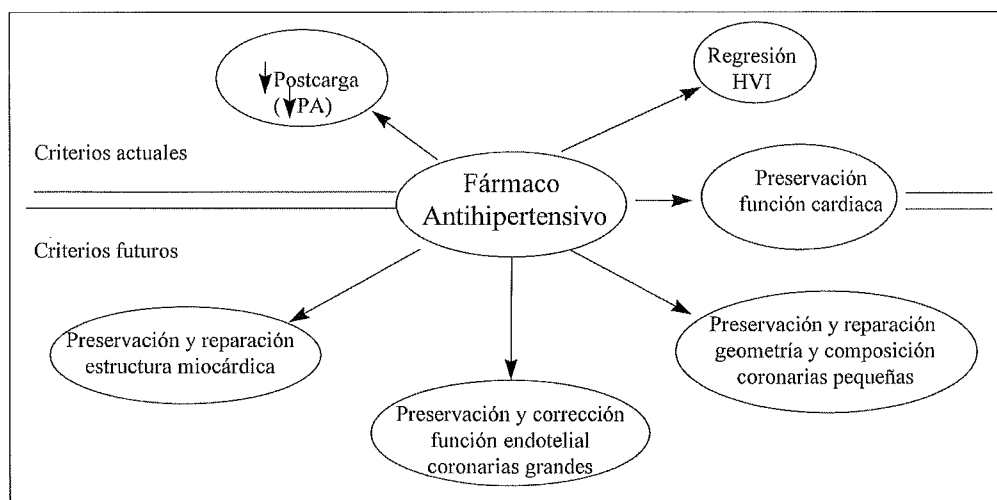 ↓Postcarga
(↓PA)
Regresión
HVI
Criterios actuales
Fármaco
Antihipertensivo
Preservación
función cardiaca
Criterios futuros
Preservación y reparación
estructura miocárdica
Preservación y reparación
geometría y composición
coronarias pequeñas
Preservación y corrección
función endotelial
coronarias grandes